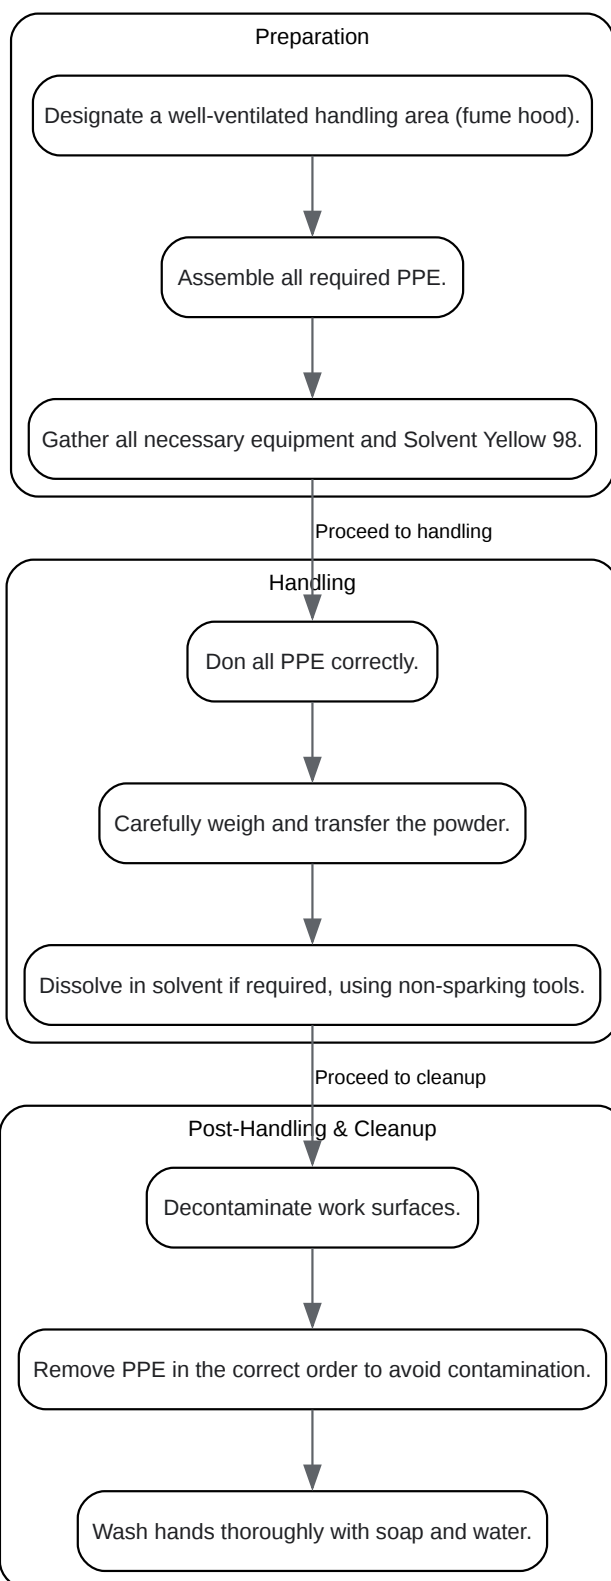 Preparation
Designate a well-ventilated handling area (fume hood).
Assemble all required PPE.
Gather all necessary equipment and Solvent Yellow 98.
Proceed to handling
Handling
Don all PPE correctly.
Carefully weigh and transfer the powder.
Dissolve in solvent if required, using non-sparking tools.
Proceed to cleanup
Post-Handling & Cleanup
Decontaminate work surfaces.
Remove PPE in the correct order to avoid contamination.
Wash hands thoroughly with soap and water.